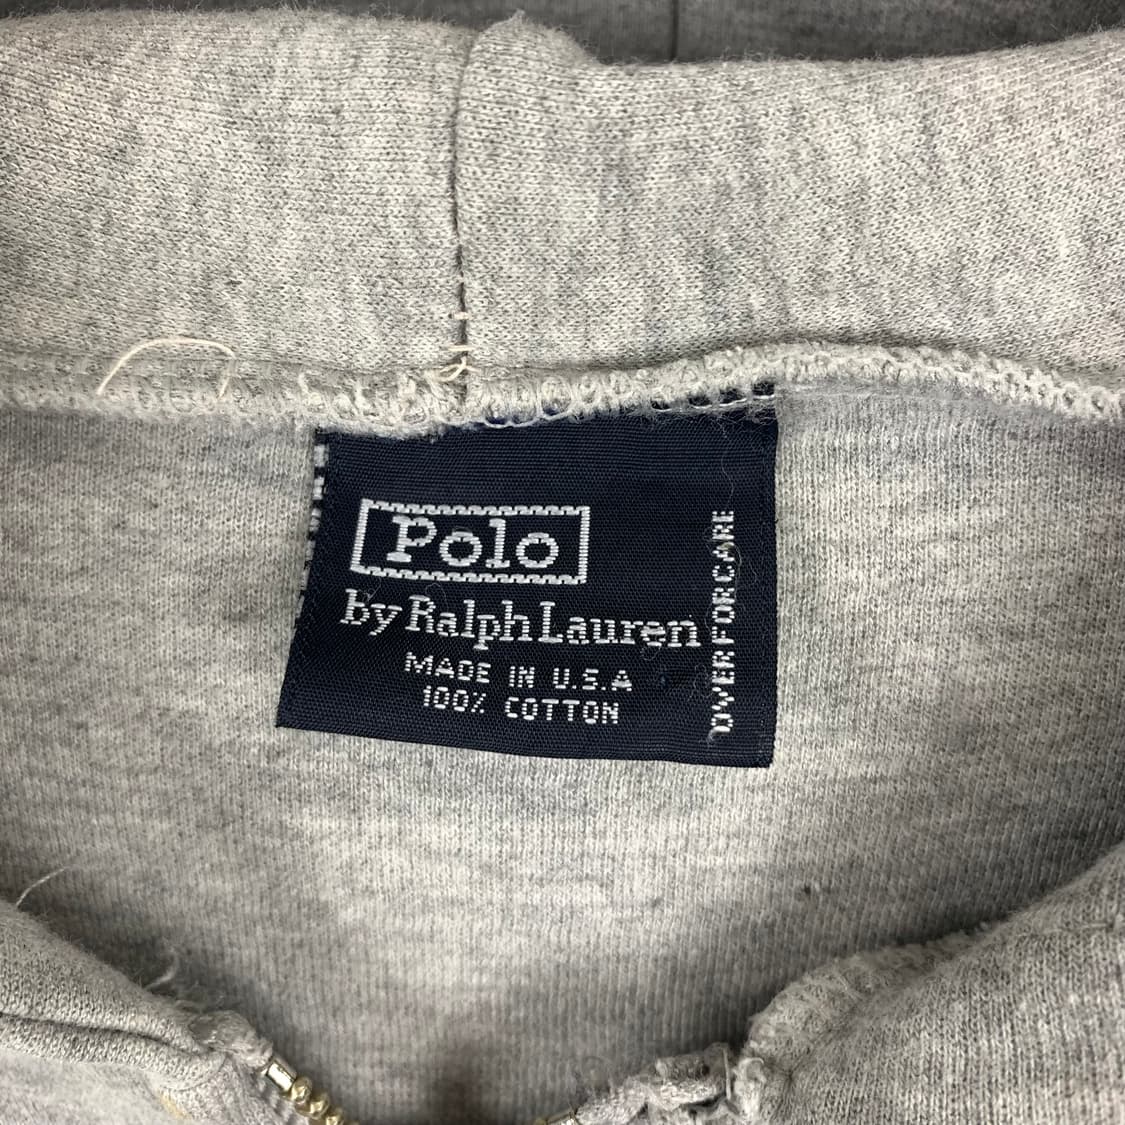 Polo
by Ralph Lauren
MADE IN U.S.A
100% COTTON
OVER FOR CARE